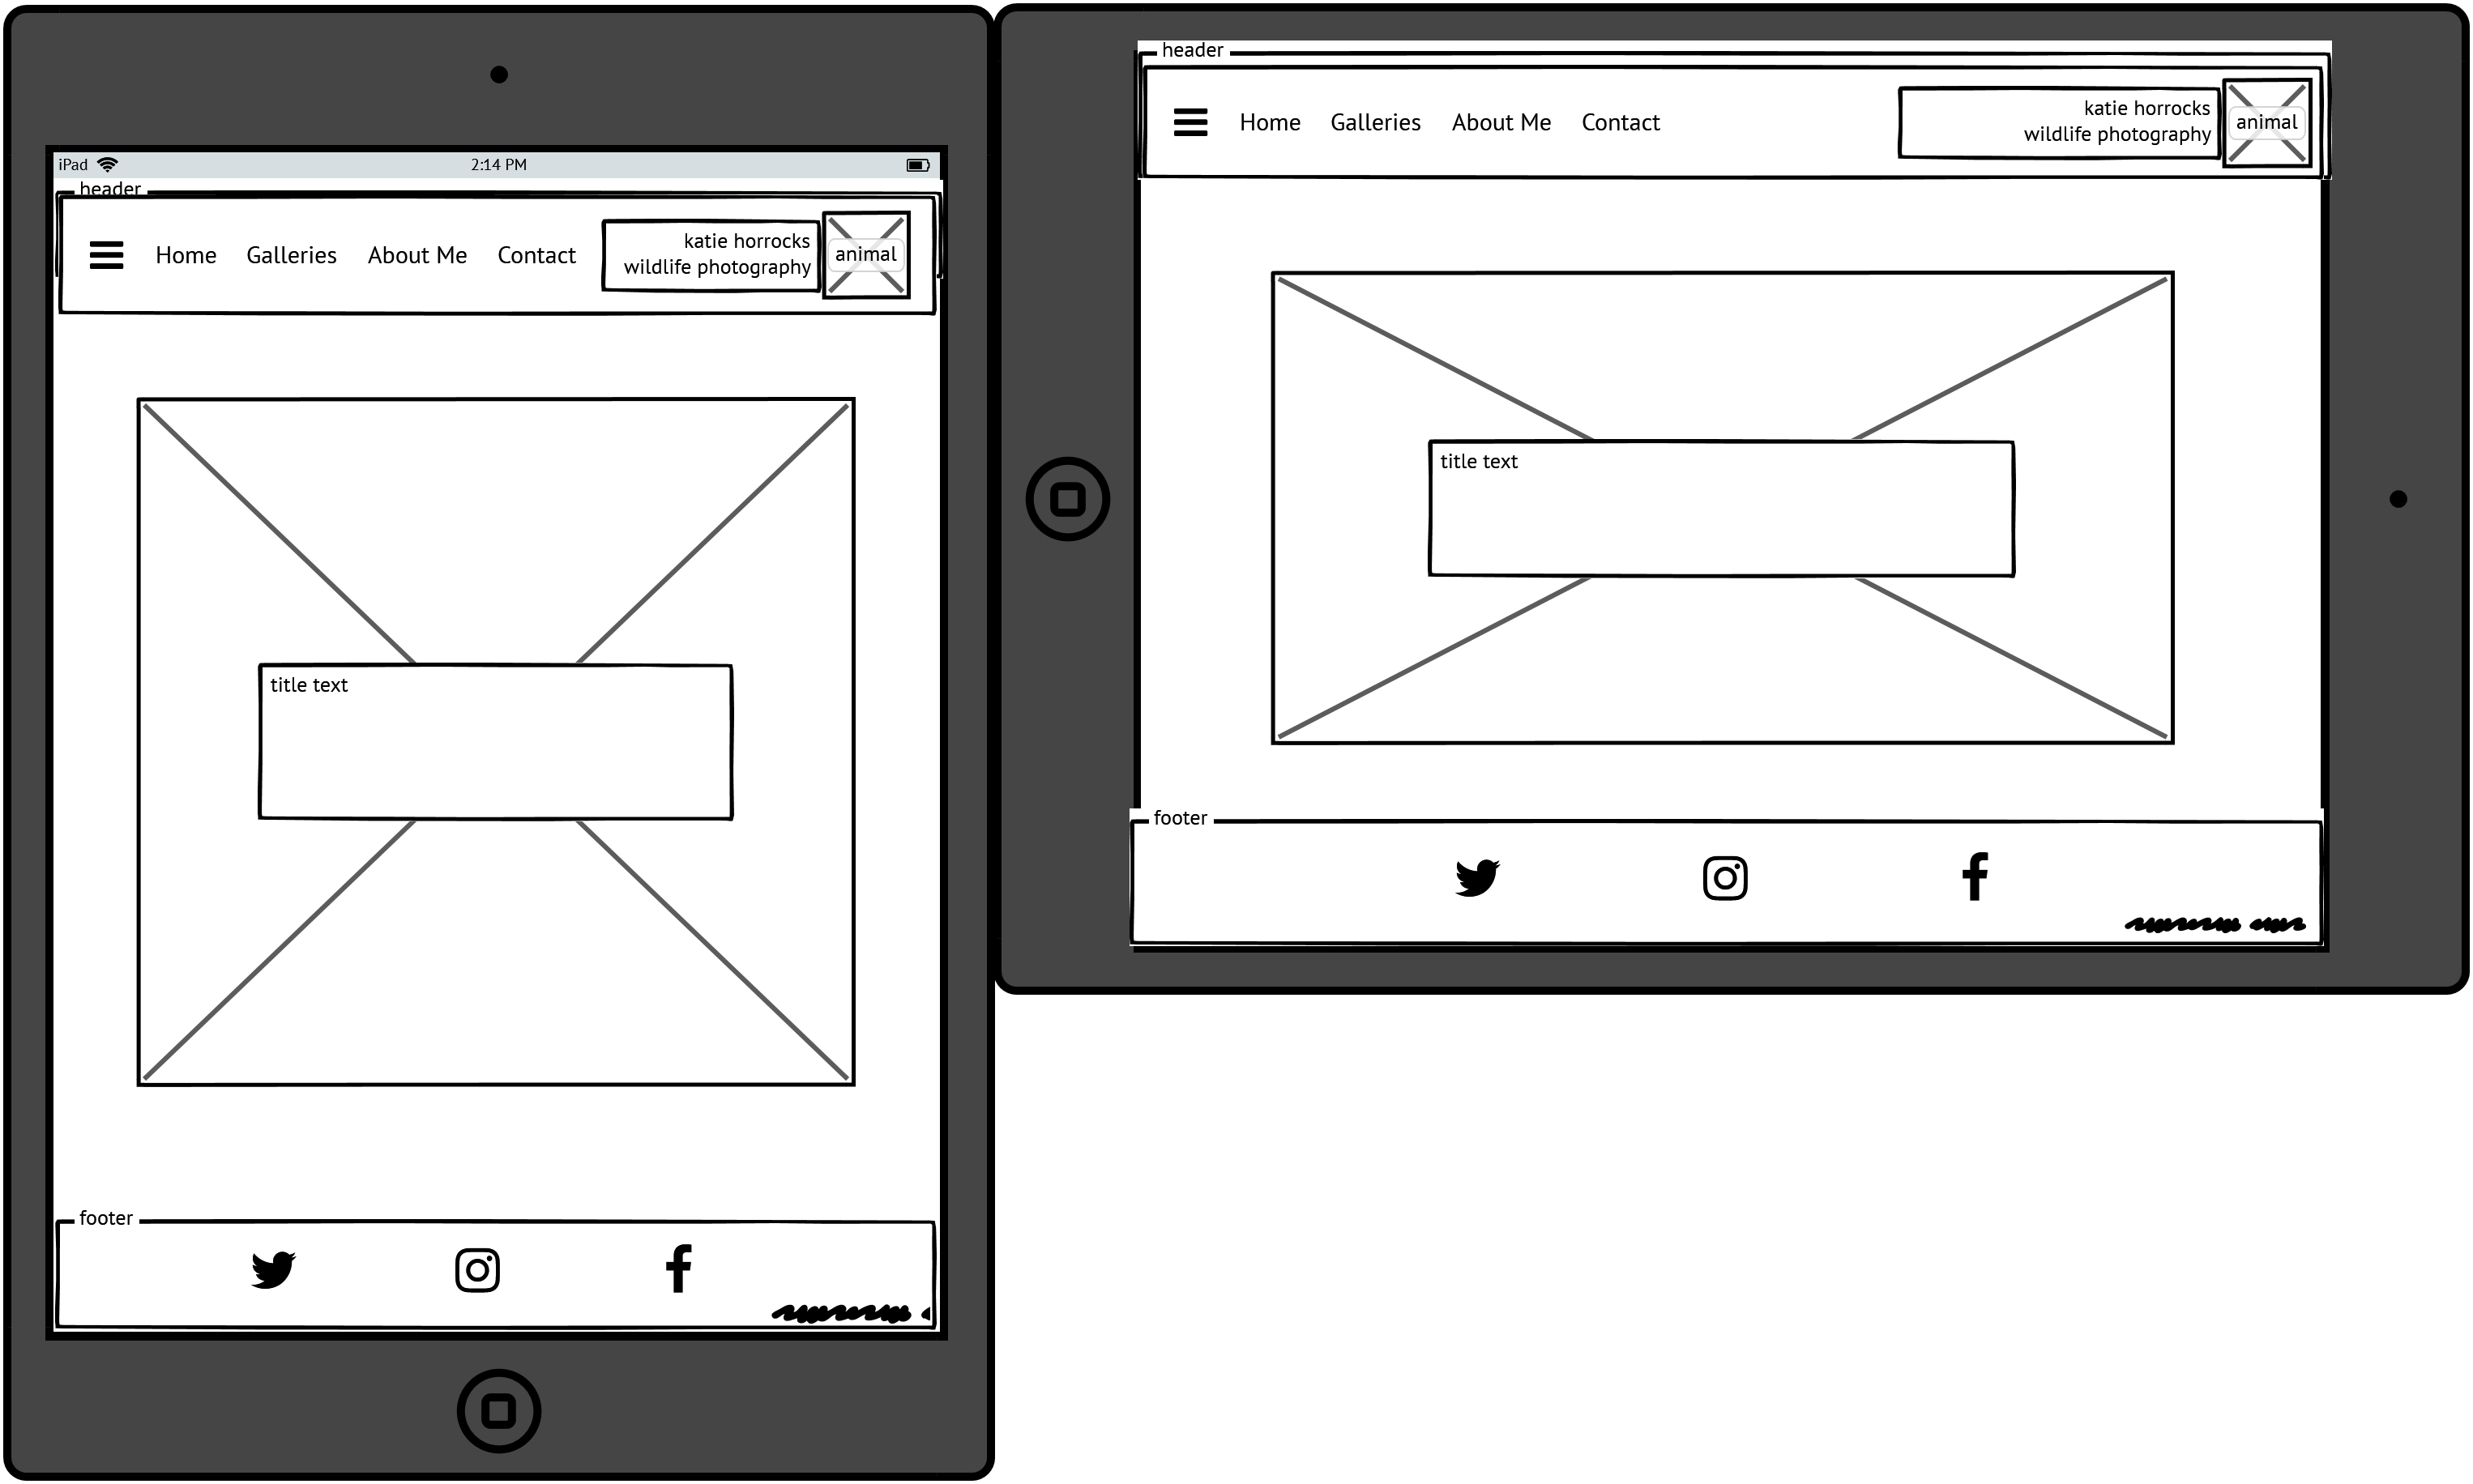 iPad 2:14 PM
header
Home Galleries About Me Contact
katie horrocks
wildlife photography
animal
title text
footer
header
Home Galleries About Me Contact
katie horrocks
wildlife photography
animal
title text
footer